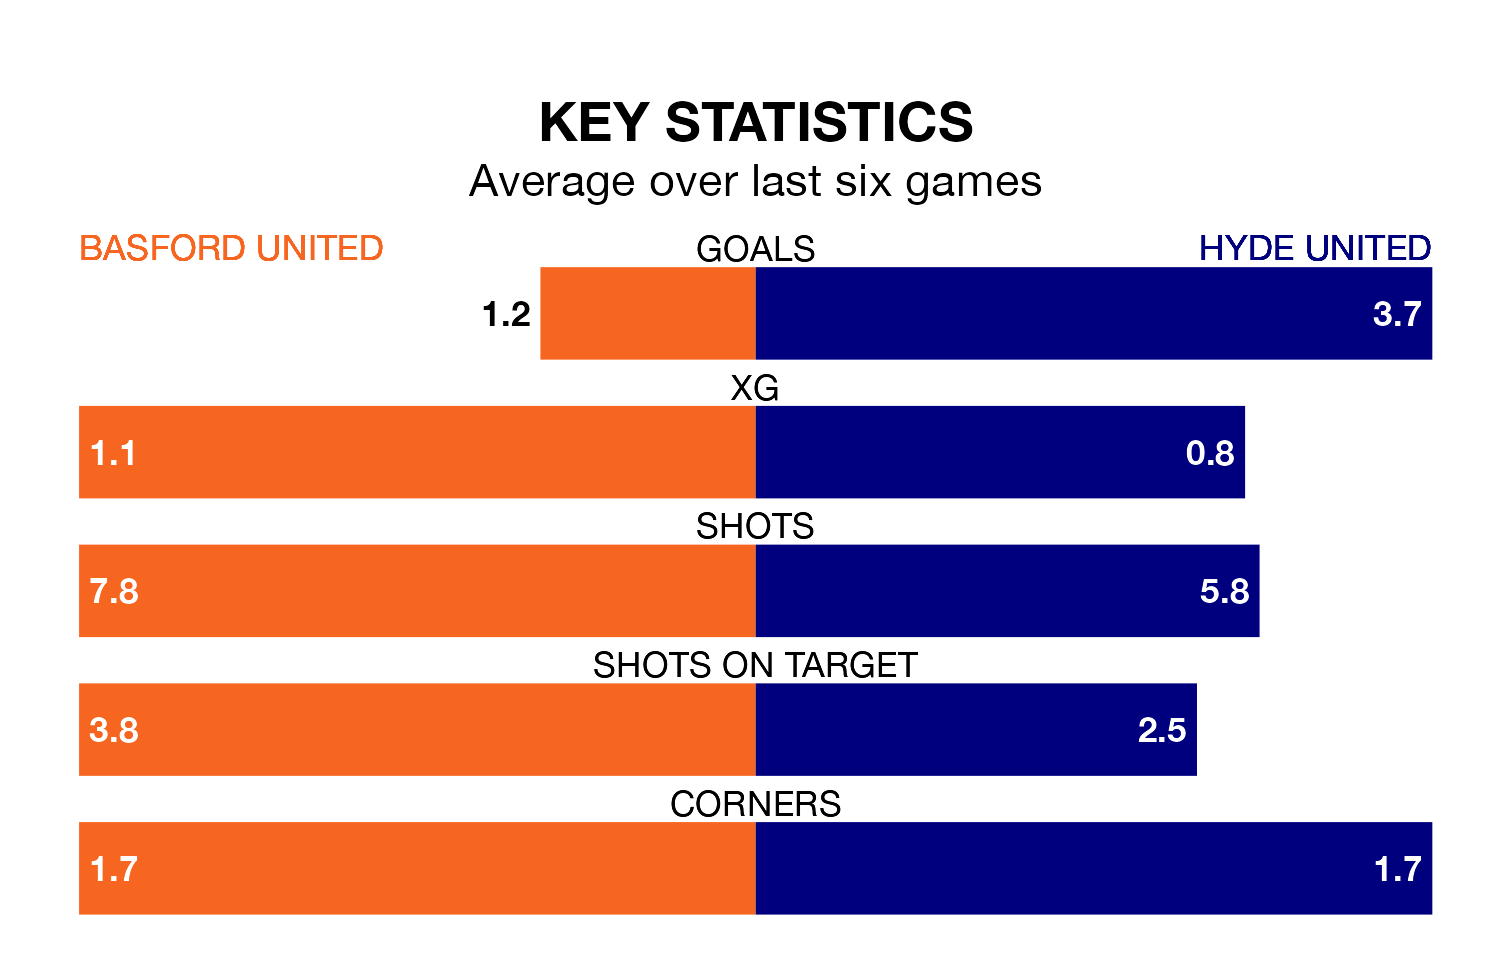 KEY STATISTICS
Average over last six games
BASFORD UNITED GOALS HYDE UNITED
1.2 3.7
XG
1.1 0.8
SHOTS
7.8 5.8
SHOTS ON TARGET
3.8 2.5
CORNERS
1.7 1.7